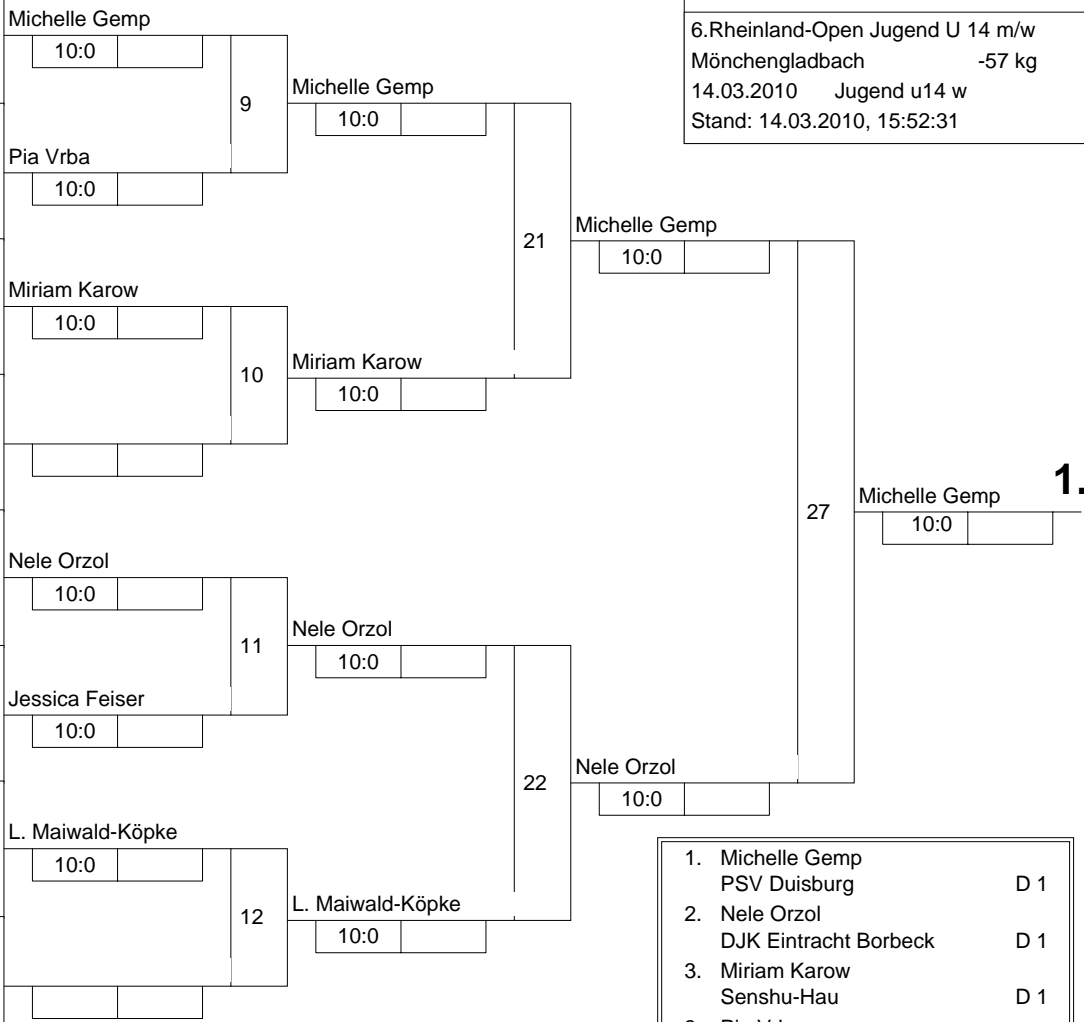 Michelle Gemp
10:0
9
Pia Vrba
10:0
Michelle Gemp
10:0
21
Miriam Karow
10:0
10
Miriam Karow
10:0
Michelle Gemp
10:0
27
Nele Orzol
10:0
11
Jessica Feiser
10:0
Nele Orzol
10:0
22
L. Maiwald-Köpke
10:0
12
L. Maiwald-Köpke
10:0
Nele Orzol
10:0
Michelle Gemp 1.
10:0
6.Rheinland-Open Jugend U 14 m/w
Mönchengladbach -57 kg
14.03.2010 Jugend u14 w
Stand: 14.03.2010, 15:52:31
1. Michelle Gemp
PSV Duisburg D 1
2. Nele Orzol
DJK Eintracht Borbeck D 1
3. Miriam Karow
Senshu-Hau D 1